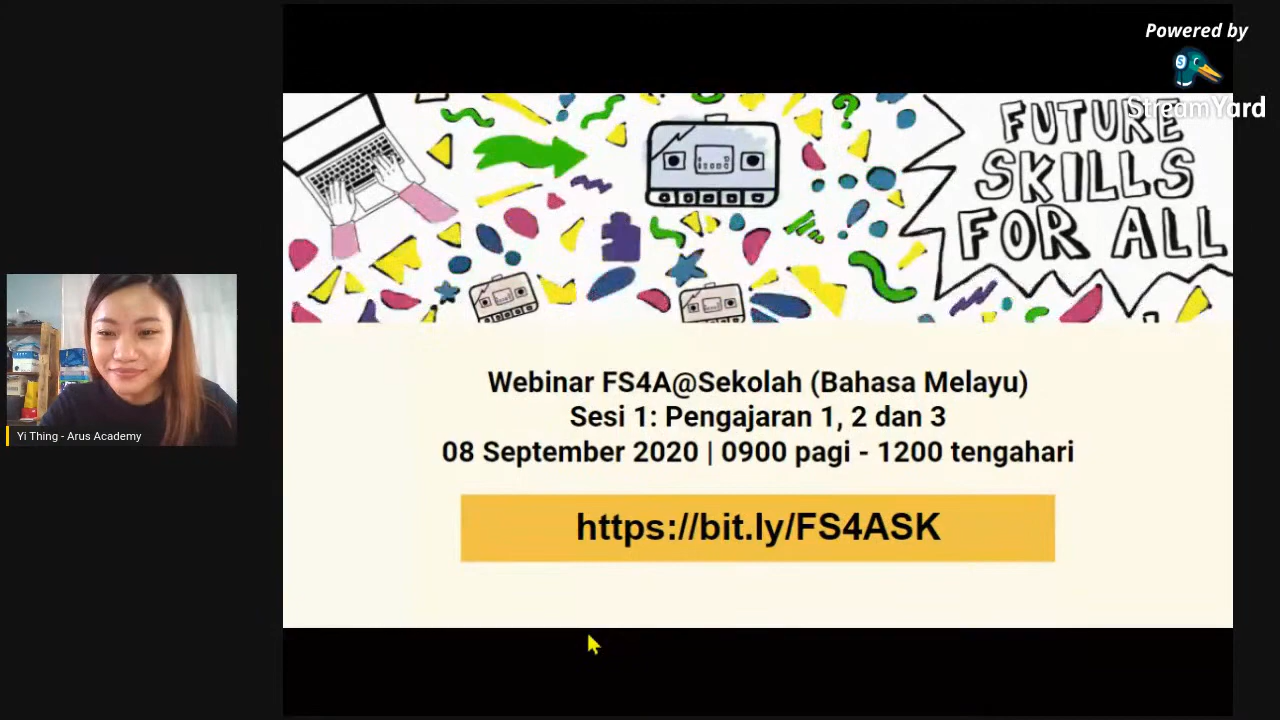 Powered by
StreamYard
FUTURE
SKILLS
FOR ALL
Webinar FS4A@Sekolah (Bahasa Melayu)
Sesi 1: Pengajaran 1, 2 dan 3
08 September 2020 | 0900 pagi - 1200 tengahari
https://bit.ly/FS4ASK
Yi Thing - Arus Academy